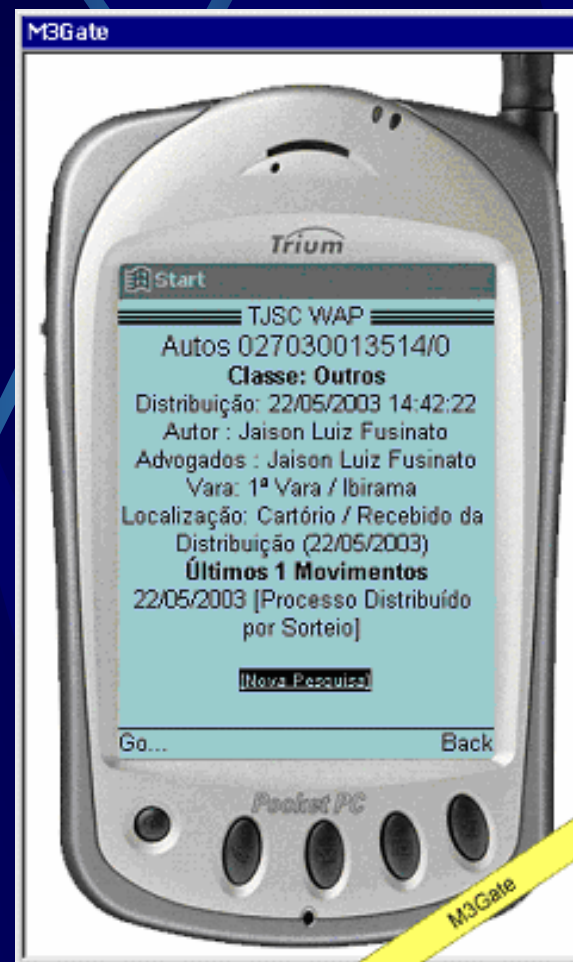 M3Gate
Trium
Start
TJSC WAP
Autos 027030013514/0
Classe: Outros
Distribuição: 22/05/2003 14:42:22
Autor : Jaison Luiz Fusinato
Advogados : Jaison Luiz Fusinato
Vara: 1ª Vara / Ibirama
Localização: Cartório / Recebido da
Distribuição (22/05/2003)
Últimos 1 Movimentos
22/05/2003 [Processo Distribuído
por Sorteio]
[Nova Pesquisa]
Go...
Back
Pocket PC
M3Gate